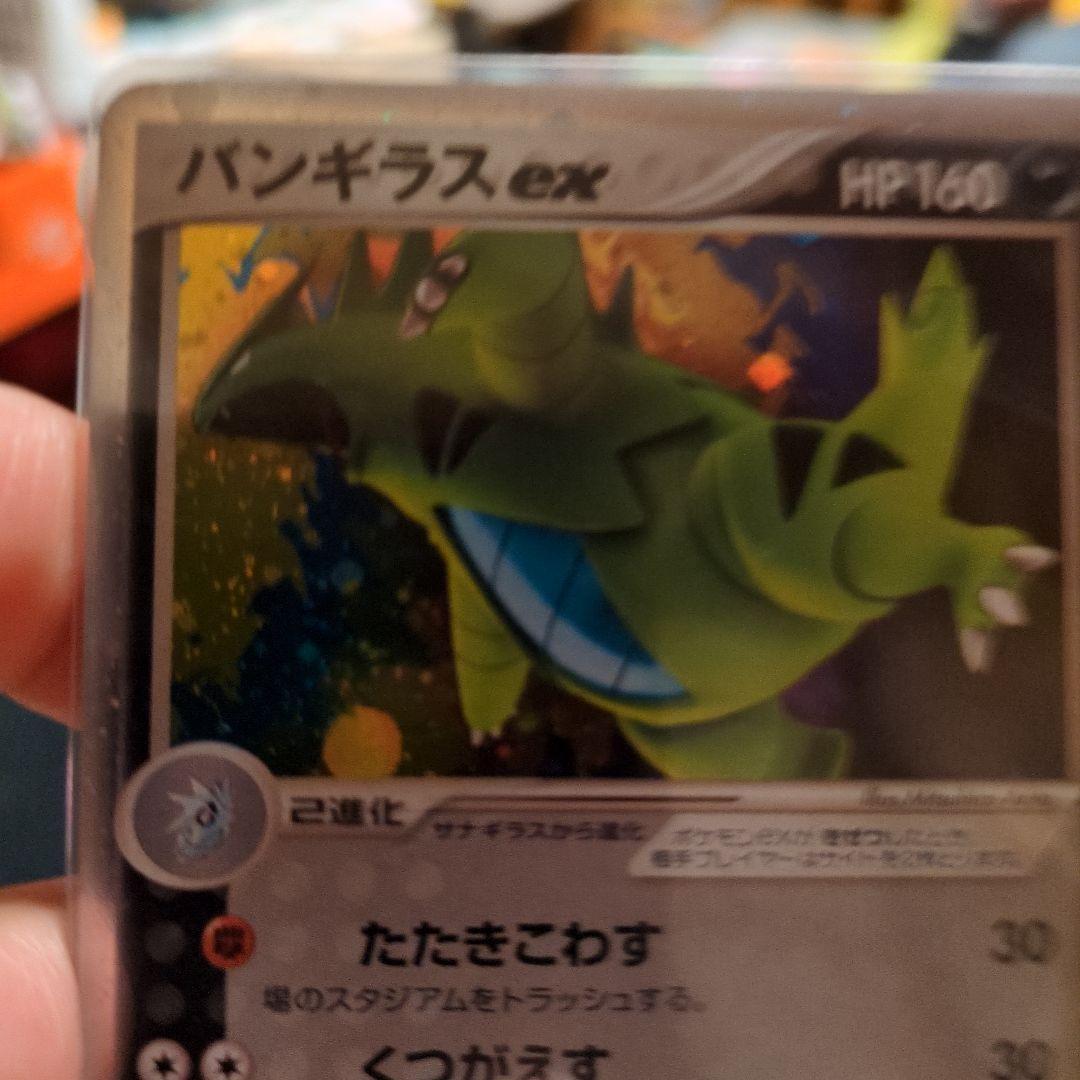 バンギラスex HP160
2進化 サナギラスから進化
ポケモンexがきぜつしたとき、
相手プレイヤーはサイドを2枚とります。
闘 たたきこわす 30
場のスタジアムをトラッシュする。
くつがえす 30